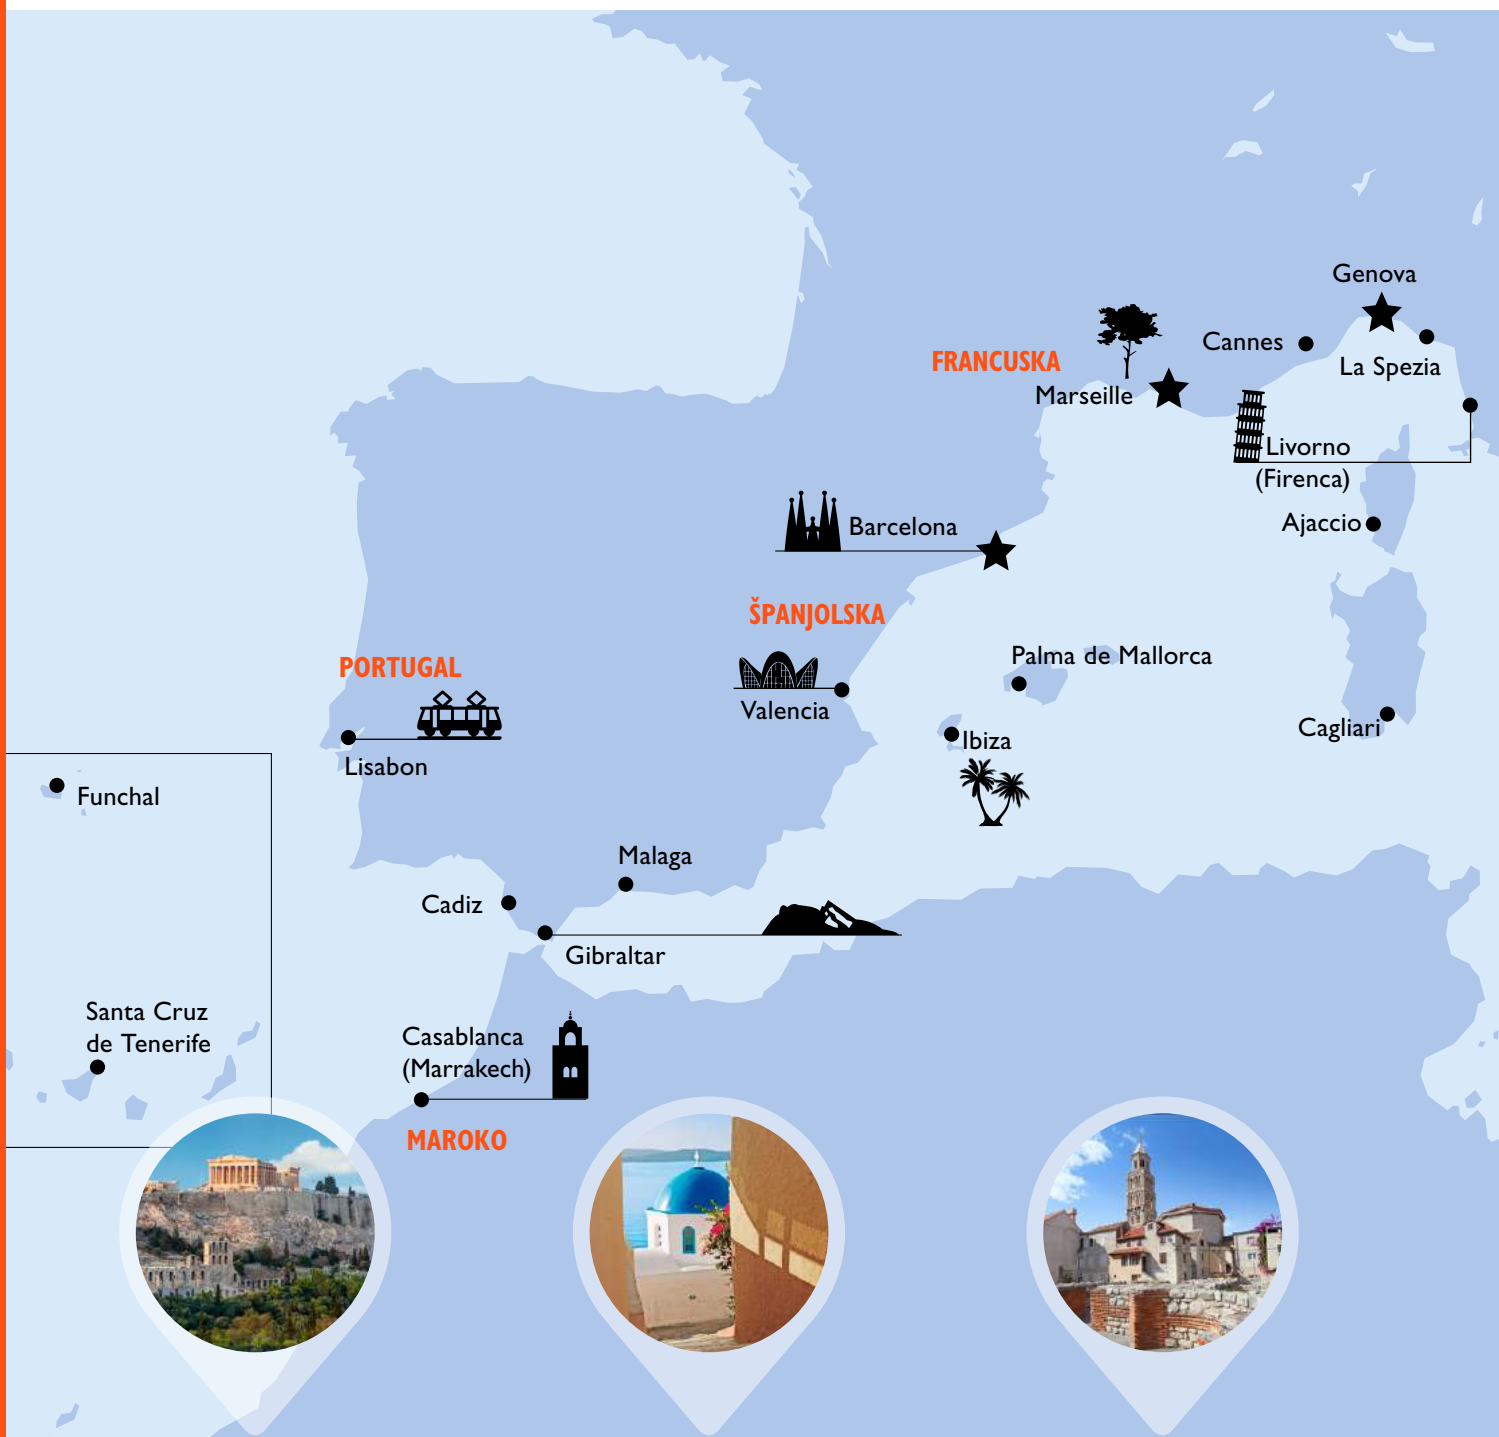 Genova
Cannes
La Spezia
FRANCUSKA
Marseille
Livorno
(Firenca)
Ajaccio
Barcelona
ŠPANJOLSKA
Palma de Mallorca
PORTUGAL
Valencia
Cagliari
Ibiza
Lisabon
Funchal
Malaga
Cadiz
Gibraltar
Santa Cruz
de Tenerife
Casablanca
(Marrakech)
MAROKO